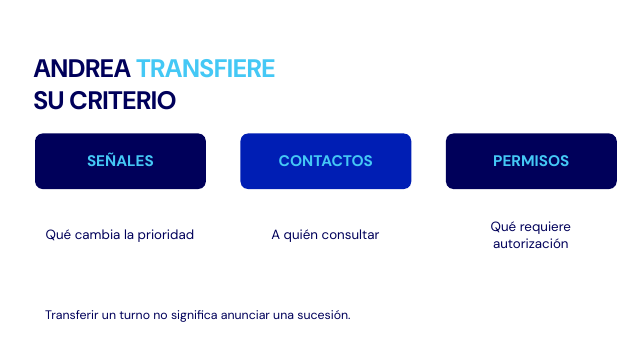 ANDREA TRANSFIERE
SU CRITERIO
SEÑALES
CONTACTOS
PERMISOS
Qué cambia la prioridad
A quién consultar
Qué requiere
autorización
Transferir un turno no significa anunciar una sucesión.